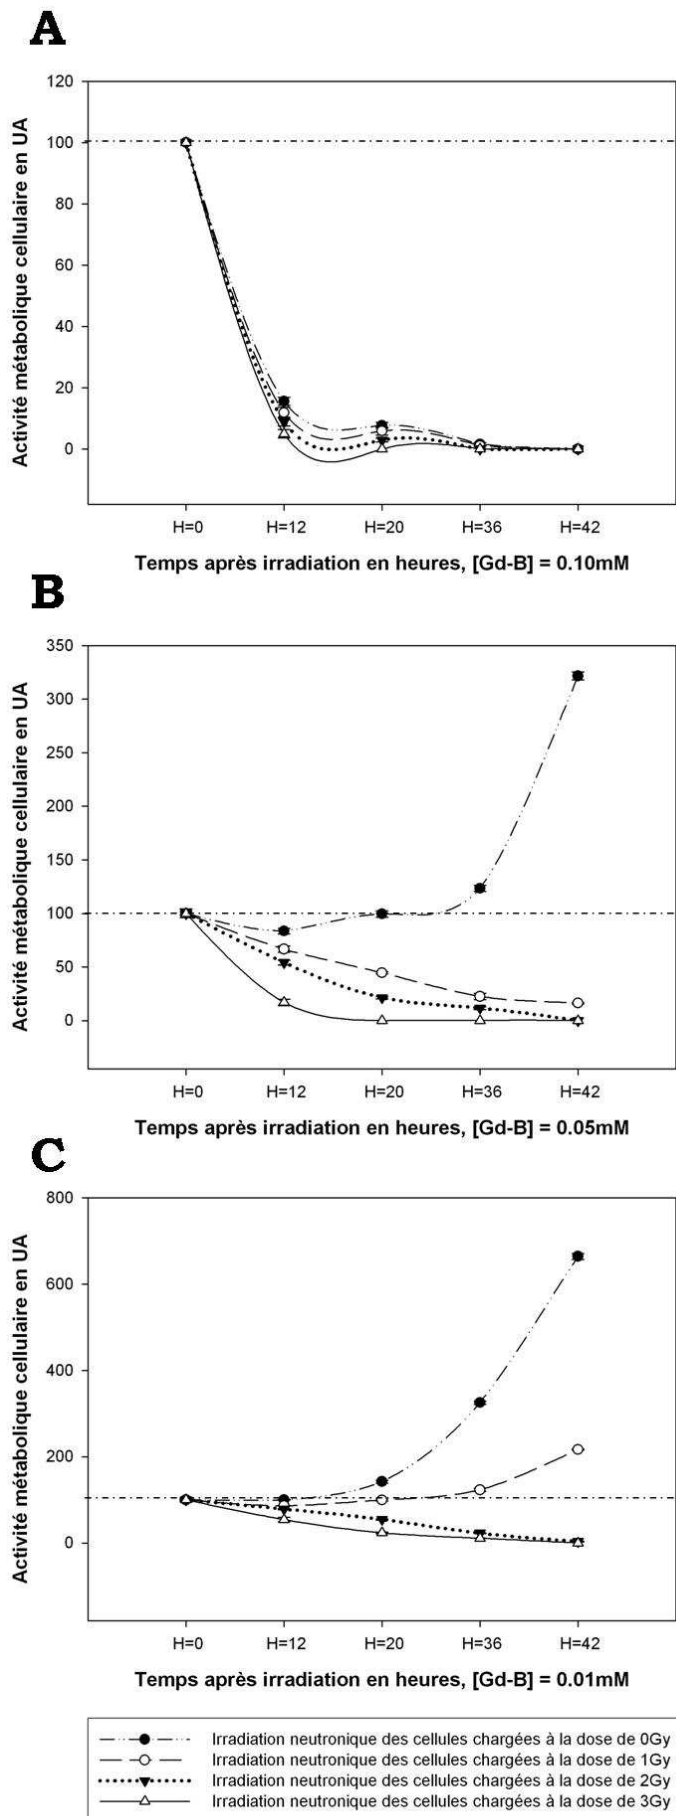 A
Activité métabolique cellulaire en UA
120
100
80
60
40
20
0
H=0 H=12 H=20 H=36 H=42
Temps après irradiation en heures, [Gd-B] = 0.10mM
B
Activité métabolique cellulaire en UA
350
300
250
200
150
100
50
0
H=0 H=12 H=20 H=36 H=42
Temps après irradiation en heures, [Gd-B] = 0.05mM
C
Activité métabolique cellulaire en UA
800
600
400
200
0
H=0 H=12 H=20 H=36 H=42
Temps après irradiation en heures, [Gd-B] = 0.01mM
Irradiation neutronique des cellules chargées à la dose de 0Gy
Irradiation neutronique des cellules chargées à la dose de 1Gy
Irradiation neutronique des cellules chargées à la dose de 2Gy
Irradiation neutronique des cellules chargées à la dose de 3Gy